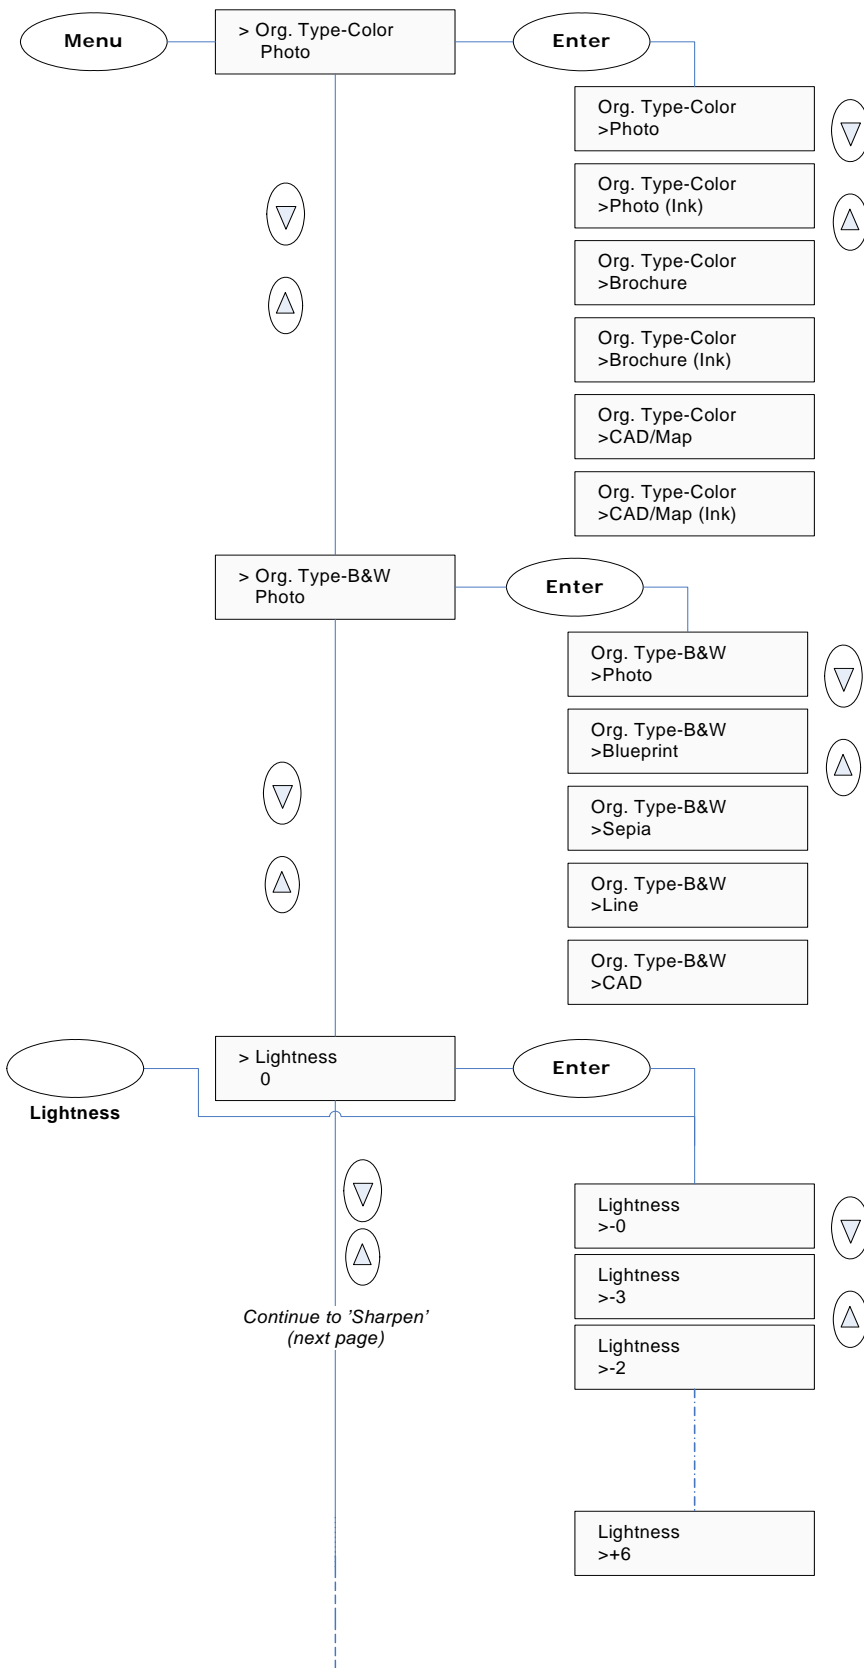 Menu
> Org. Type-Color
Photo
Enter
Org. Type-Color
>Photo
Org. Type-Color
>Photo (Ink)
Org. Type-Color
>Brochure
Org. Type-Color
>Brochure (Ink)
Org. Type-Color
>CAD/Map
Org. Type-Color
>CAD/Map (Ink)
> Org. Type-B&W
Photo
Enter
Org. Type-B&W
>Photo
Org. Type-B&W
>Blueprint
Org. Type-B&W
>Sepia
Org. Type-B&W
>Line
Org. Type-B&W
>CAD
Lightness
> Lightness
0
Enter
Lightness
>-0
Lightness
>-3
Lightness
>-2
Lightness
>+6
Continue to 'Sharpen'
(next page)